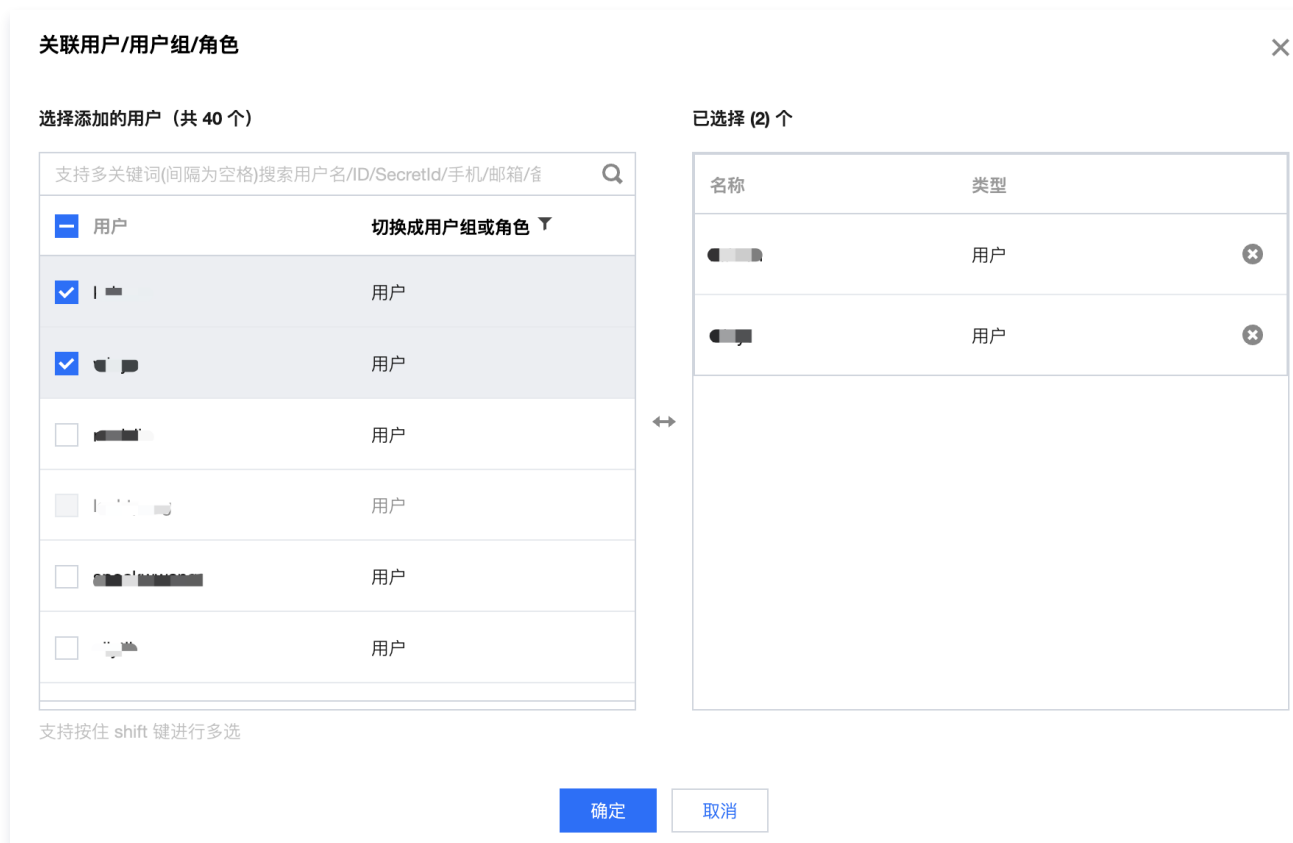 关联用户/用户组/角色
选择添加的用户（共 40 个）
支持多关键词(间隔为空格)搜索用户名/ID/SecretId/手机/邮箱/备
用户 切换成用户组或角色
用户
用户
用户
用户
用户
用户
支持按住 shift 键进行多选
已选择 (2) 个
名称 类型
用户
用户
确定 取消